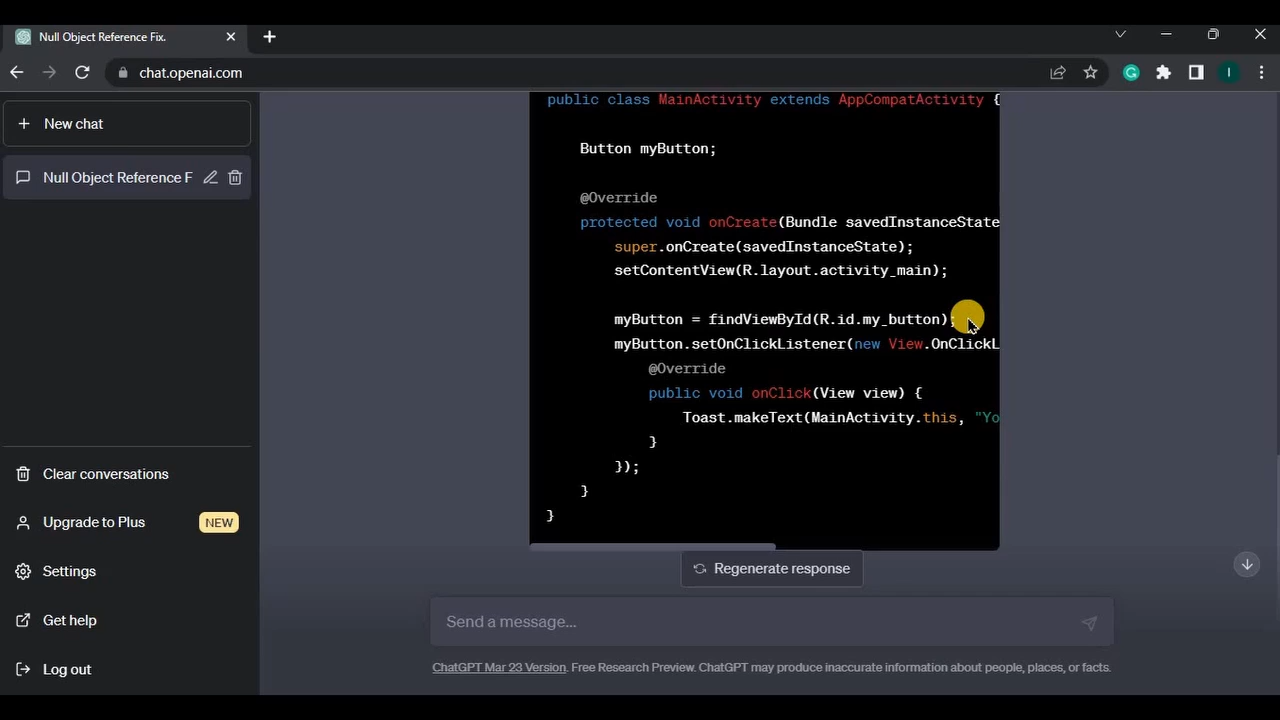 Null Object Reference Fix.
chat.openai.com
New chat
Null Object Reference F
Clear conversations
Upgrade to Plus NEW
Settings
Get help
Log out
public class MainActivity extends AppCompatActivity {
Button myButton;
@Override
protected void onCreate(Bundle savedInstanceState
super.onCreate(savedInstanceState);
setContentView(R.layout.activity_main);
myButton = findViewById(R.id.my_button);
myButton.setOnClickListener(new View.OnClickL
@Override
public void onClick(View view) {
Toast.makeText(MainActivity.this, "Yo
}
});
}
}
Regenerate response
Send a message...
ChatGPT Mar 23 Version. Free Research Preview. ChatGPT may produce inaccurate information about people, places, or facts.